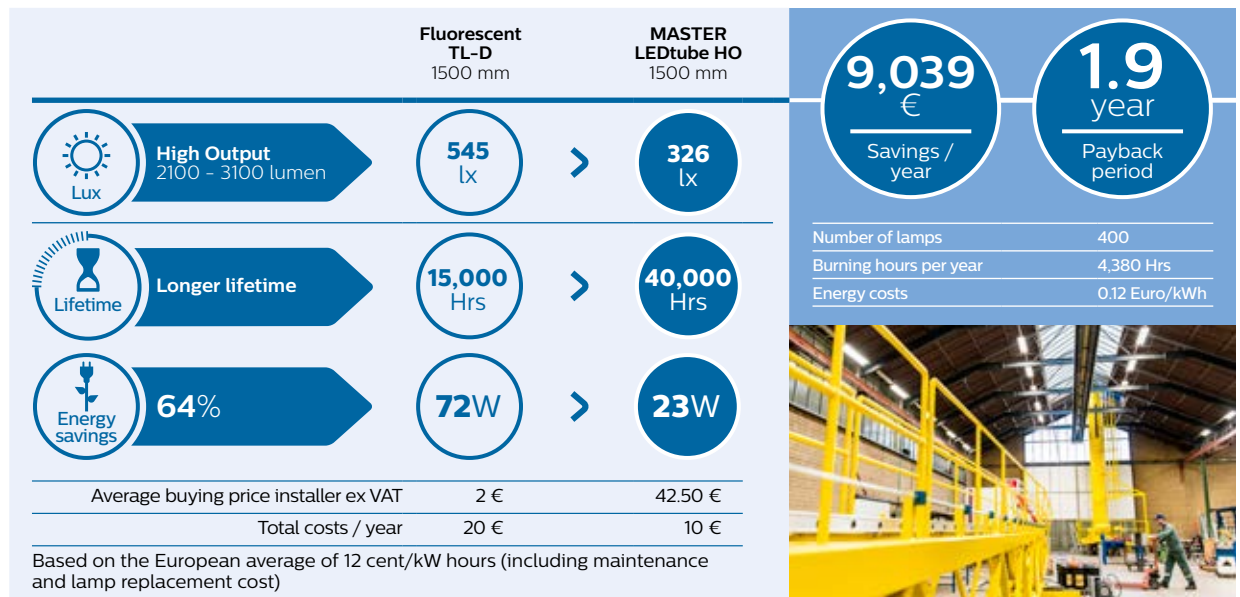 Fluorescent
TL-D
1500 mm
MASTER
LEDtube HO
1500 mm
Lux
High Output
2100 - 3100 lumen
545
lx
>
326
lx
Lifetime
Longer lifetime
15,000
Hrs
>
40,000
Hrs
Energy
savings
64%
72W
>
23W
Average buying price installer ex VAT 2 € 42.50 €
Total costs / year 20 € 10 €
Based on the European average of 12 cent/kW hours (including maintenance
and lamp replacement cost)
9,039
€
Savings /
year
1.9
year
Payback
period
Number of lamps 400
Burning hours per year 4,380 Hrs
Energy costs 0.12 Euro/kWh